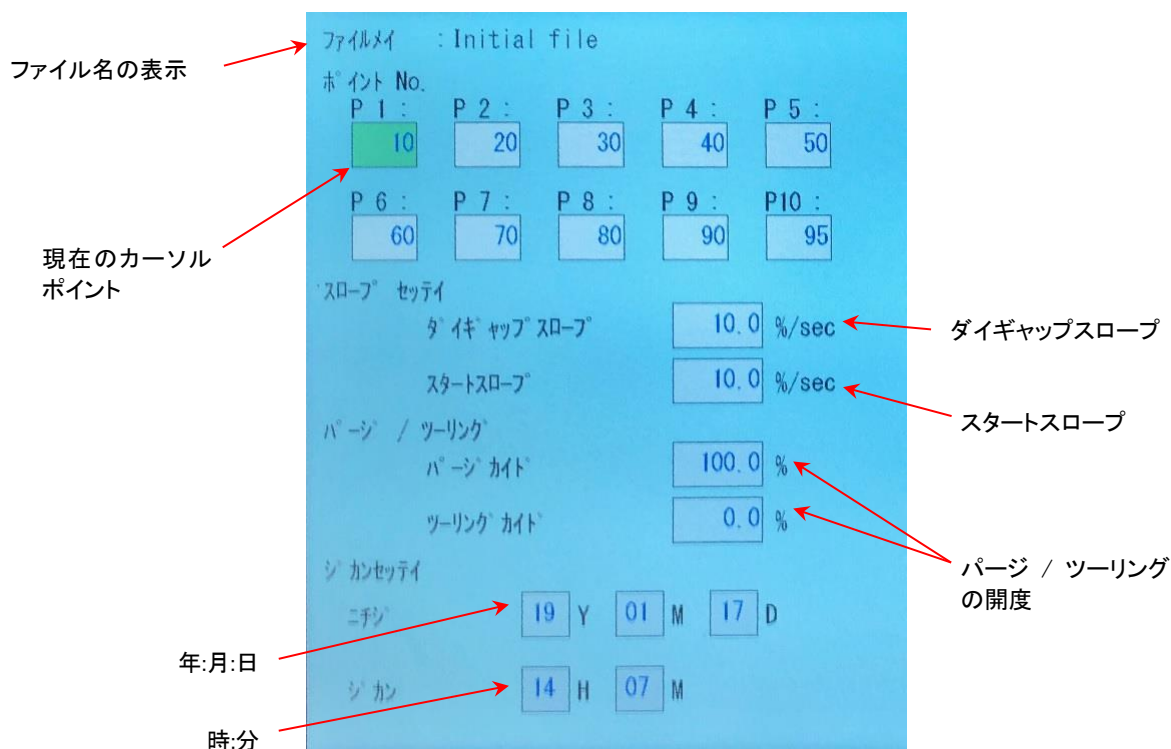 ファイルメイ :Initial file
ファイル名の表示
ポイント No.
P 1 : P 2 : P 3 : P 4 : P 5 :
10 20 30 40 50
P 6 : P 7 : P 8 : P 9 : P10 :
60 70 80 90 95
現在のカーソル
ポイント
スロープ セッテイ
ダイギャップスロープ 10.0 %/sec
ダイギャップスロープ
スタートスロープ 10.0 %/sec
スタートスロープ
パージ / ツーリング
パージカイド 100.0 %
ツーリングカイド 0.0 %
パージ / ツーリング
の開度
ジカンセッテイ
ニチジ 19 Y 01 M 17 D
年:月:日
ジカン 14 H 07 M
時:分